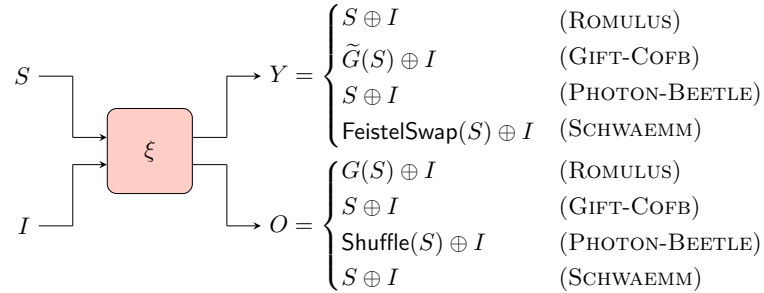 S ⊕ I (ROMULUS)
G̃(S) ⊕ I (GIFT-COFB)
S Y = S ⊕ I (PHOTON-BEETLE)
FeistelSwap(S) ⊕ I (SCHWAEMM)
ξ
G(S) ⊕ I (ROMULUS)
S ⊕ I (GIFT-COFB)
I O = Shuffle(S) ⊕ I (PHOTON-BEETLE)
S ⊕ I (SCHWAEMM)